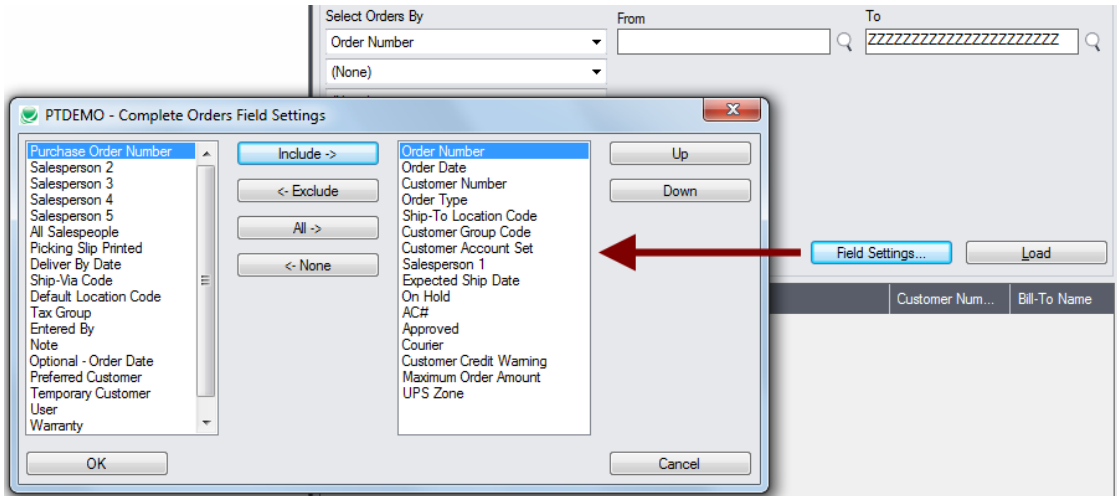 Select Orders By
From
To
Order Number
ZZZZZZZZZZZZZZZZZZZZZZ
(None)
PTDEMO - Complete Orders Field Settings
Purchase Order Number
Salesperson 2
Salesperson 3
Salesperson 4
Salesperson 5
All Salespeople
Picking Slip Printed
Deliver By Date
Ship-Via Code
Default Location Code
Tax Group
Entered By
Note
Optional - Order Date
Preferred Customer
Temporary Customer
User
Warranty
Include ->
<- Exclude
All ->
<- None
Order Number
Order Date
Customer Number
Order Type
Ship-To Location Code
Customer Group Code
Customer Account Set
Salesperson 1
Expected Ship Date
On Hold
AC#
Approved
Courier
Customer Credit Warning
Maximum Order Amount
UPS Zone
Up
Down
OK
Cancel
Field Settings...
Load
Customer Num...
Bill-To Name